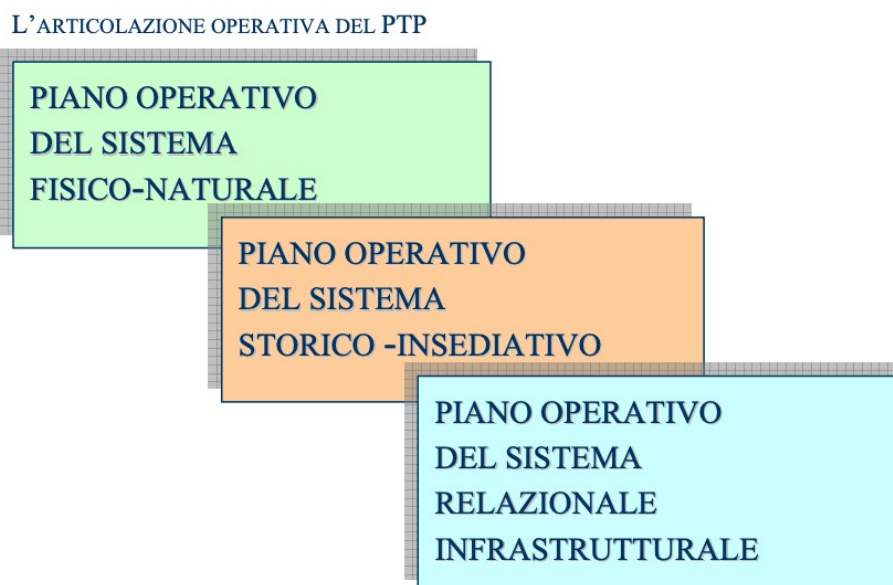 L'ARTICOLAZIONE OPERATIVA DEL PTP
PIANO OPERATIVO
DEL SISTEMA
FISICO-NATURALE
PIANO OPERATIVO
DEL SISTEMA
STORICO -INSEDIATIVO
PIANO OPERATIVO
DEL SISTEMA
RELAZIONALE
INFRASTRUTTURALE